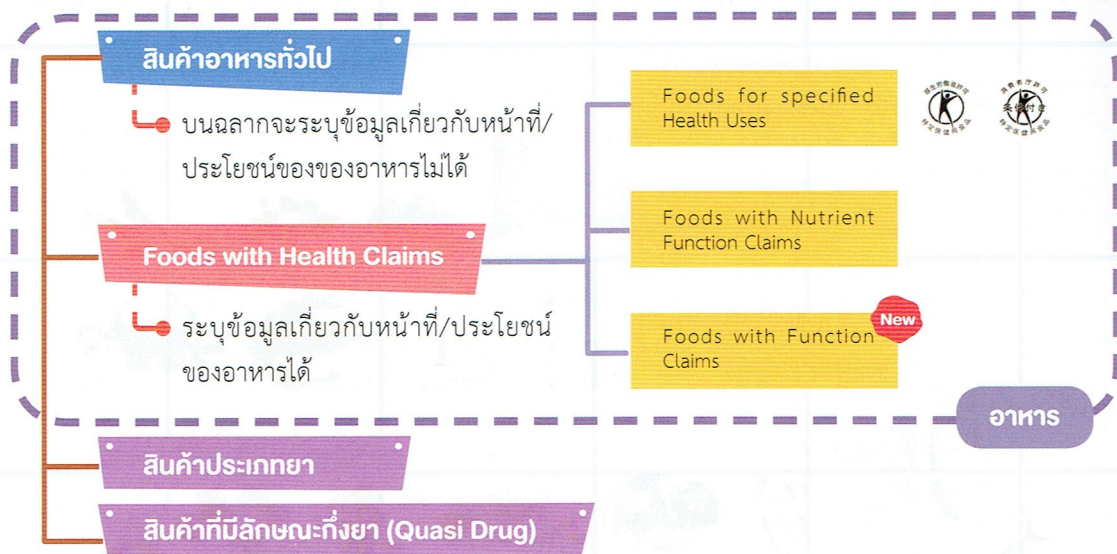 สินค้าอาหารทั่วไป
บนฉลากจะระบุข้อมูลเกี่ยวกับหน้าที่/
ประโยชน์ของของอาหารไม่ได้
Foods with Health Claims
ระบุข้อมูลเกี่ยวกับหน้าที่/ประโยชน์
ของอาหารได้
Foods for specified
Health Uses
Foods with Nutrient
Function Claims
New
Foods with Function
Claims
อาหาร
สินค้าประเภทยา
สินค้าที่มีลักษณะกึ่งยา (Quasi Drug)